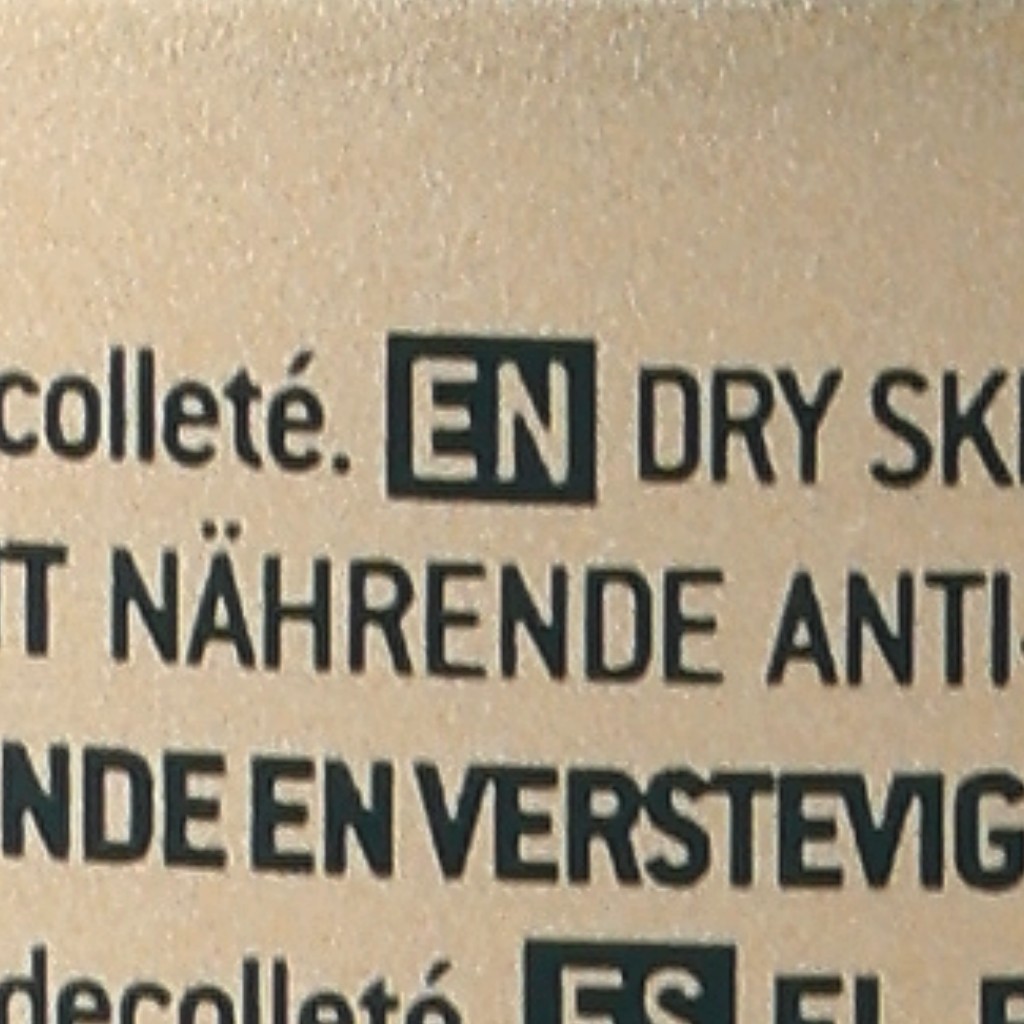 colleté. EN DRY SK
T NÄHRENDE ANTI-
NDE EN VERSTEVIG
decolleté. ES EL